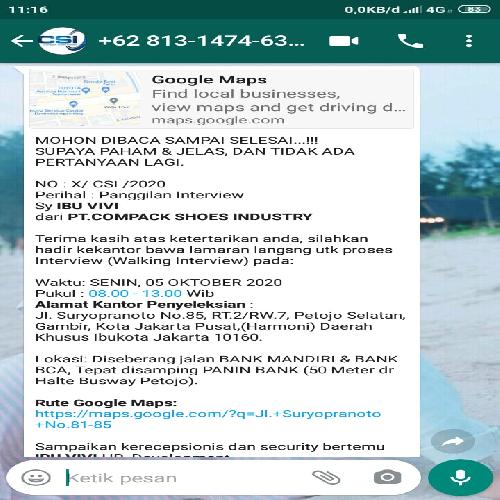 11:16
0,0KB/d
4G
83
CSI
+62 813-1474-63...
Google Maps
Find local businesses,
view maps and get driving d...
maps.google.com
MOHON DIBACA SAMPAI SELESAI...!!!
SUPAYA PAHAM & JELAS, DAN TIDAK ADA
PERTANYAAN LAGI.
NO : X/ CSI /2020
Perihal : Panggilan Interview
Sy IBU VIVI
dari PT.COMPACK SHOES INDUSTRY
Terima kasih atas ketertarikan anda, silahkan
hadir kekantor bawa lamaran langsng utk proses
Interview (Walking Interview) pada:
Waktu: SENIN, 05 OKTOBER 2020
Pukul : 08.00 - 13.00 Wib
Alamat Kantor Penyeleksian :
Jl. Suryopranoto No.85, RT.2/RW.7, Petojo Selatan,
Gambir, Kota Jakarta Pusat,(Harmoni) Daerah
Khusus Ibukota Jakarta 10160.
Lokasi: Diseberang jalan BANK MANDIRI & BANK
BCA, Tepat disamping PANIN BANK (50 Meter dr
Halte Busway Petojo).
Rute Google Maps:
https://maps.google.com/?q=Jl.+Suryopranoto
+No.81-85
Sampaikan kerecepsionis dan security bertemu
Ketik pesan